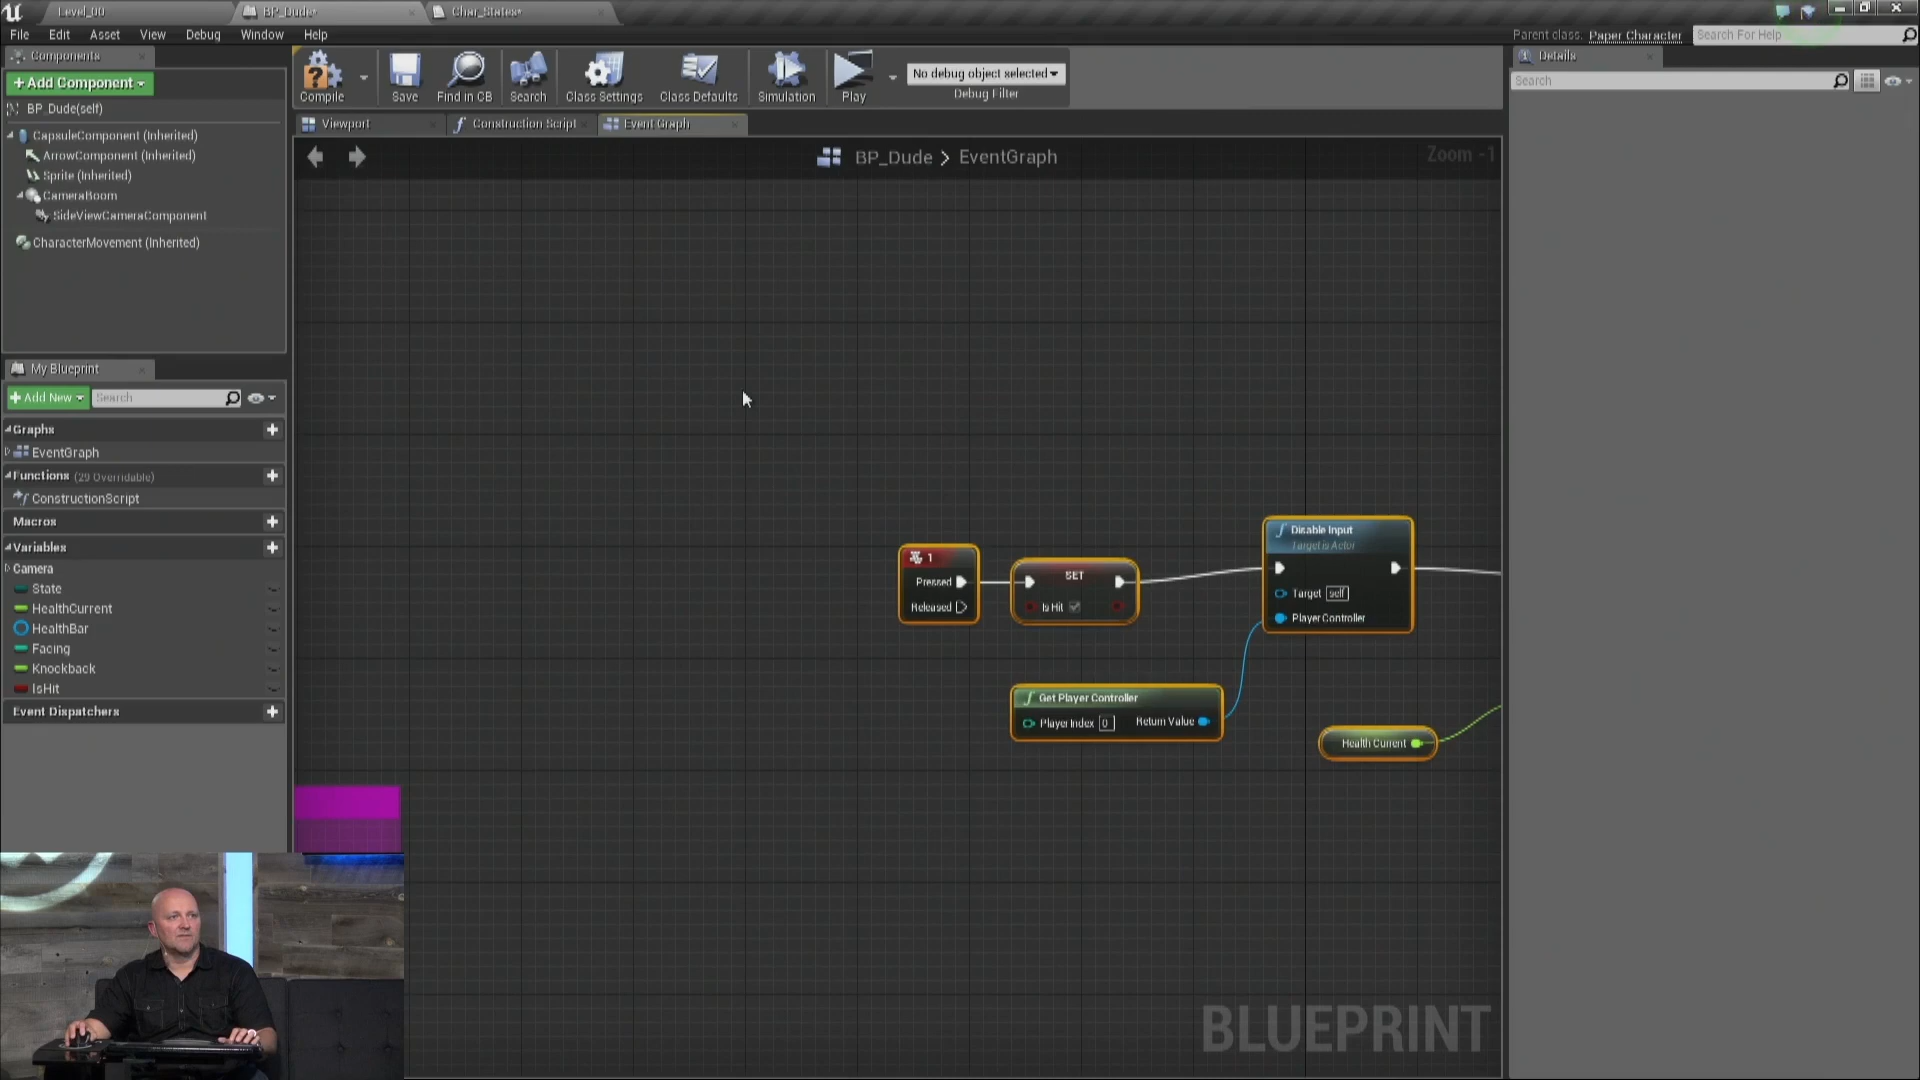 Level_00
BP_Dude*
Char_States*
File Edit Asset View Debug Window Help
Parent class: Paper Character
Search For Help
Components
+ Add Component
BP_Dude(self)
CapsuleComponent (Inherited)
ArrowComponent (Inherited)
Sprite (Inherited)
CameraBoom
SideViewCameraComponent
CharacterMovement (Inherited)
Compile
Save
Find in CB
Search
Class Settings
Class Defaults
Simulation
Play
No debug object selected
Debug Filter
Details
Search
Viewport
Construction Script
Event Graph
BP_Dude > EventGraph
Zoom -1
My Blueprint
+ Add New
Search
Graphs
EventGraph
Functions (29 Overridable)
ConstructionScript
Macros
Variables
Camera
State
HealthCurrent
HealthBar
Facing
Knockback
IsHit
Event Dispatchers
1
Pressed
Released
SET
Is Hit
Disable Input
Target is Actor
Target self
Player Controller
Get Player Controller
Player Index 0 Return Value
Health Current
BLUEPRINT